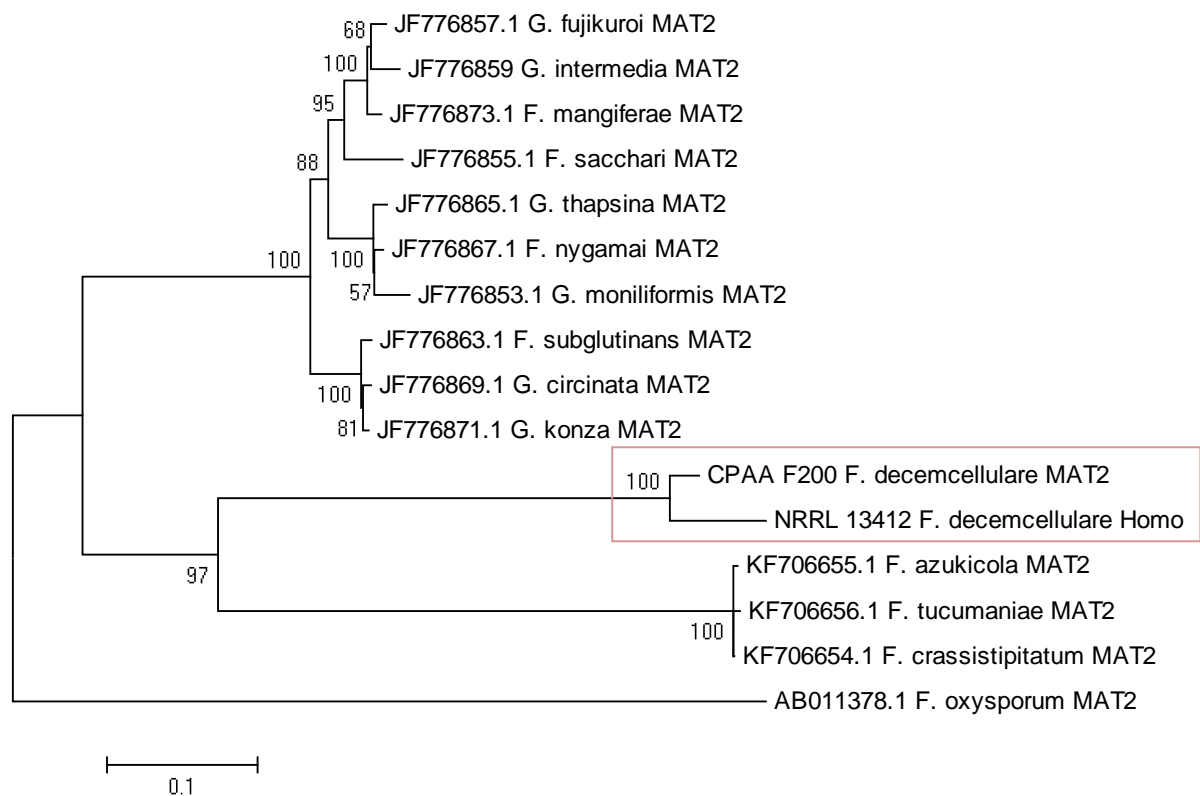 68
JF776857.1 G. fujikuroi MAT2
100
JF776859 G. intermedia MAT2
95
JF776873.1 F. mangiferae MAT2
88
JF776855.1 F. sacchari MAT2
JF776865.1 G. thapsina MAT2
100
100
JF776867.1 F. nygamai MAT2
57
JF776853.1 G. moniliformis MAT2
JF776863.1 F. subglutinans MAT2
100
JF776869.1 G. circinata MAT2
81
JF776871.1 G. konza MAT2
100
CPAA F200 F. decemcellulare MAT2
NRRL 13412 F. decemcellulare Homo
97
KF706655.1 F. azukicola MAT2
KF706656.1 F. tucumaniae MAT2
100
KF706654.1 F. crassistipitatum MAT2
AB011378.1 F. oxysporum MAT2
0.1